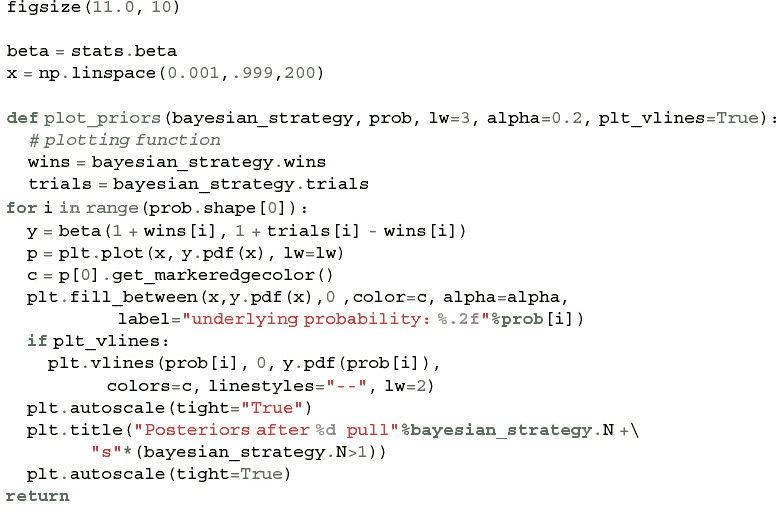 figsize(11.0, 10)

beta = stats.beta
x = np.linspace(0.001,.999,200)

def plot_priors(bayesian_strategy, prob, lw=3, alpha=0.2, plt_vlines=True):
  # plotting function
  wins = bayesian_strategy.wins
  trials = bayesian_strategy.trials
for i in range(prob.shape[0]):
  y = beta(1 + wins[i], 1 + trials[i] - wins[i])
  p = plt.plot(x, y.pdf(x), lw=lw)
  c = p[0].get_markeredgecolor()
  plt.fill_between(x,y.pdf(x),0 ,color=c, alpha=alpha,
          label="underlying probability: %.2f"%prob[i])
  if plt_vlines:
    plt.vlines(prob[i], 0, y.pdf(prob[i]),
         colors=c, linestyles="--", lw=2)
  plt.autoscale(tight="True")
  plt.title("Posteriors after %d pull"%bayesian_strategy.N +\
        "s"*(bayesian_strategy.N>1))
  plt.autoscale(tight=True)
return